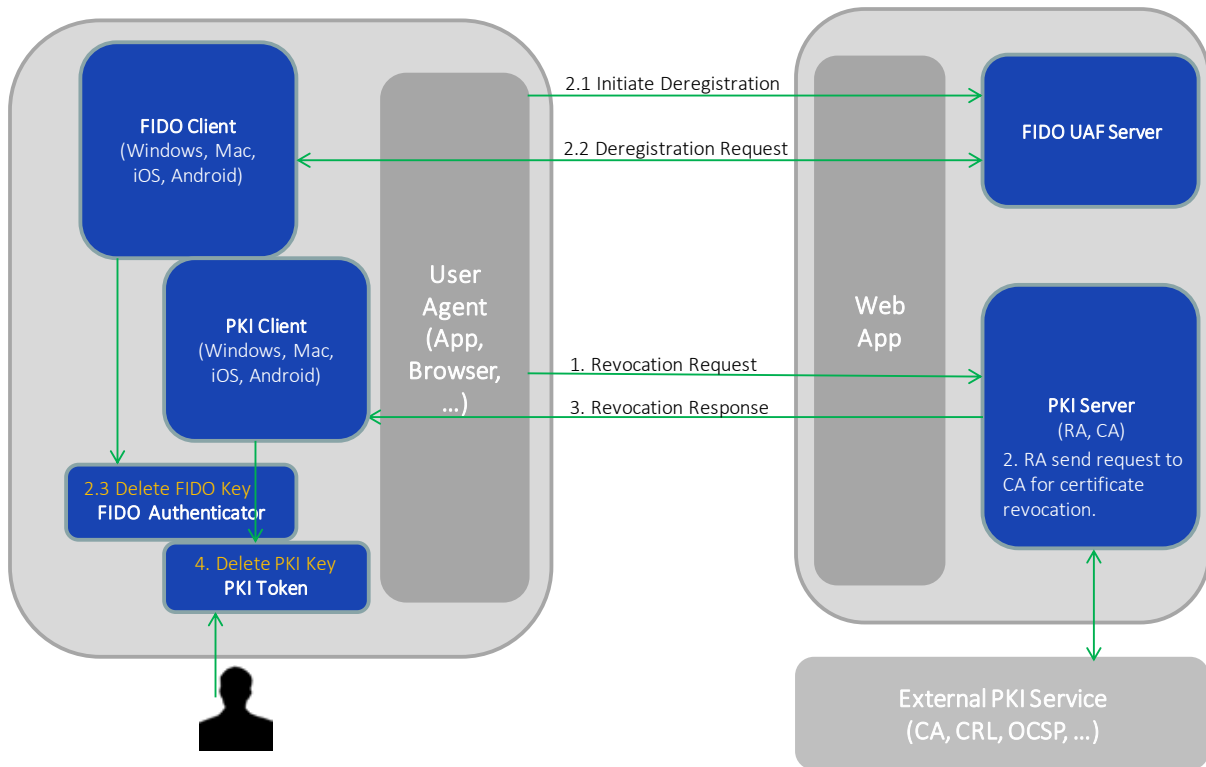 2.1 Initiate Deregistration
FIDO Client
(Windows, Mac,
iOS, Android)
FIDO UAF Server
2.2 Deregistration Request
User
Agent
(App,
Browser,
...)
Web
App
PKI Client
(Windows, Mac,
iOS, Android)
1. Revocation Request
3. Revocation Response
PKI Server
(RA, CA)
2. RA send request to
CA for certificate
revocation.
2.3 Delete FIDO Key
FIDO Authenticator
4. Delete PKI Key
PKI Token
External PKI Service
(CA, CRL, OCSP, ...)